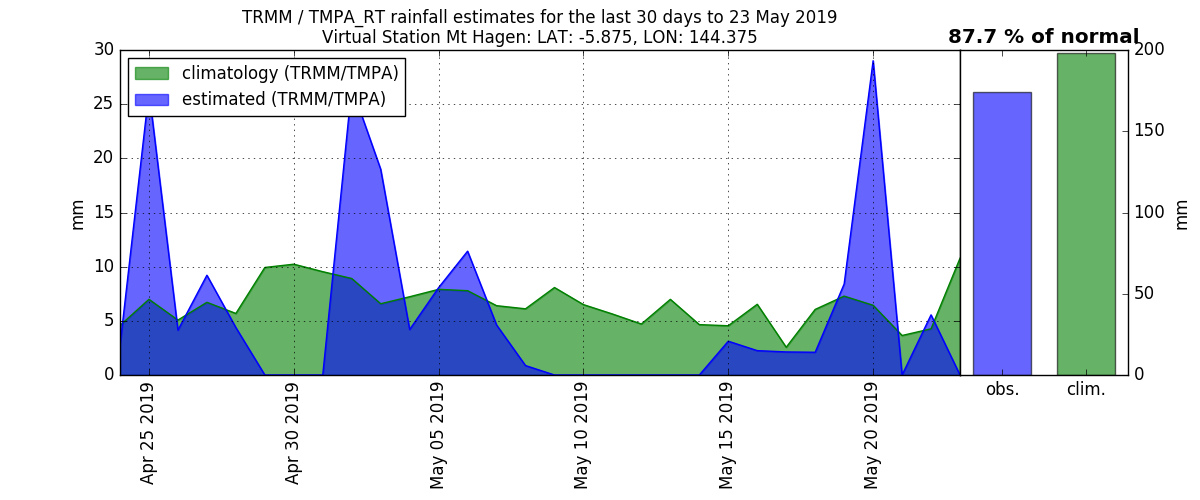 TRMM / TMPA_RT rainfall estimates for the last 30 days to 23 May 2019
Virtual Station Mt Hagen: LAT: -5.875, LON: 144.375
87.7 % of normal
climatology (TRMM/TMPA)
estimated (TRMM/TMPA)
30
25
20
15
10
5
0
mm
200
150
100
50
0
mm
Apr 25 2019
Apr 30 2019
May 05 2019
May 10 2019
May 15 2019
May 20 2019
obs.
clim.